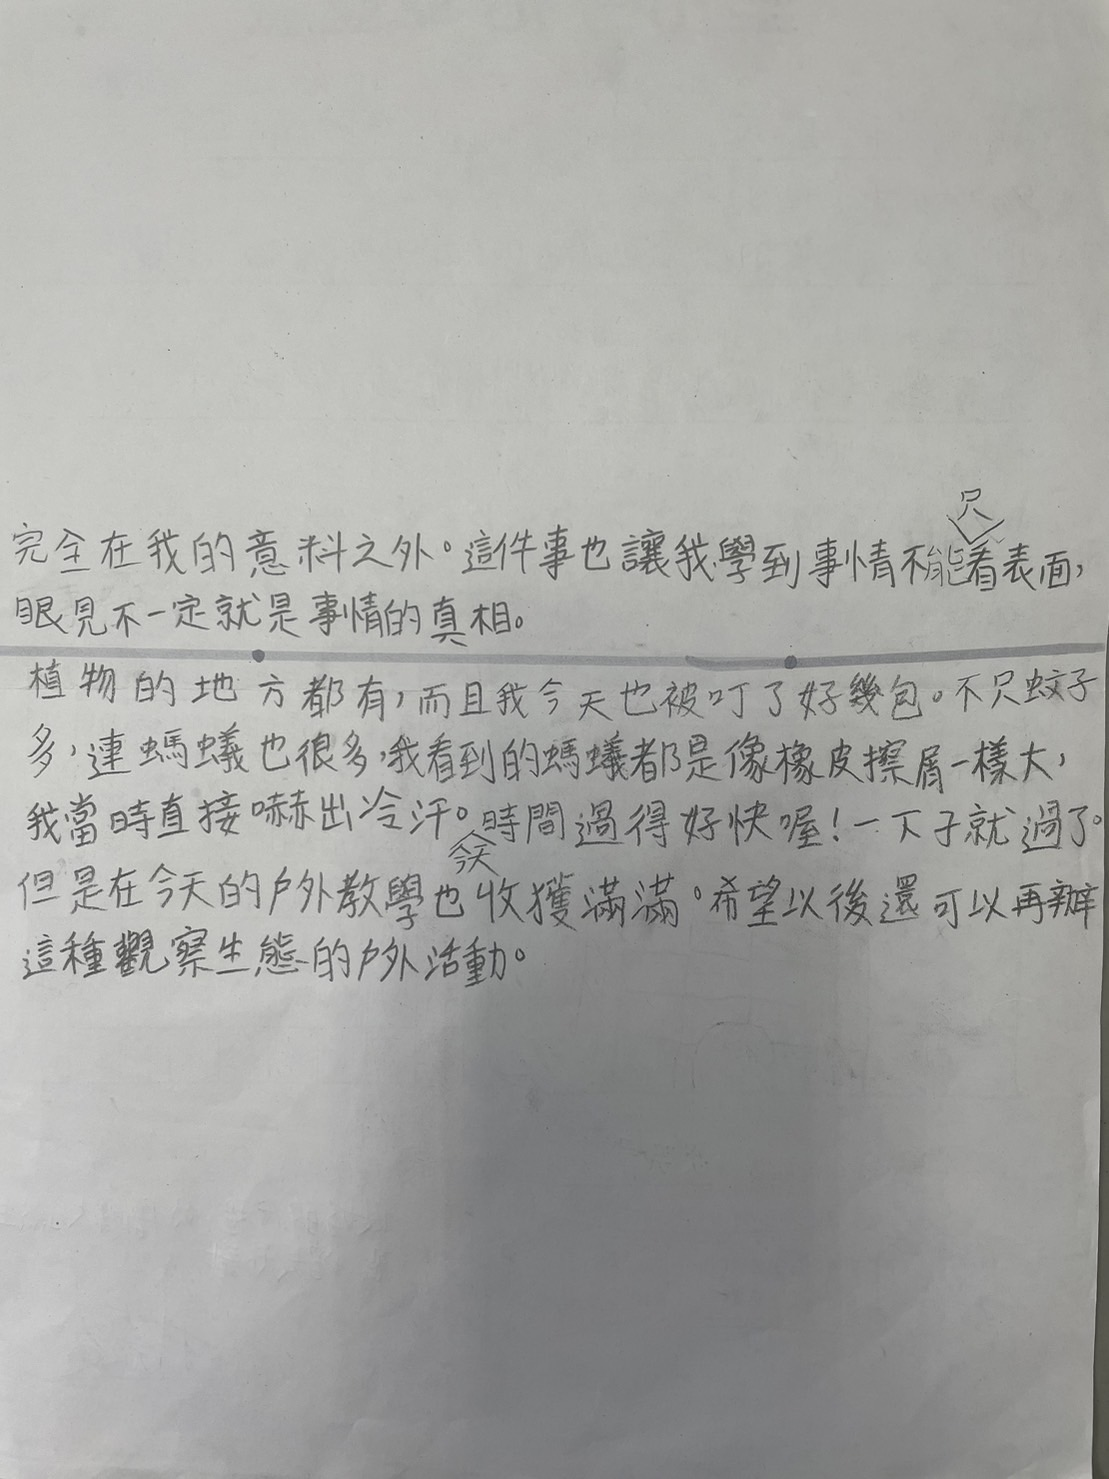 完全在我的意料之外。這件事也讓我學到事情不能只看表面,
眼見不一定就是事情的真相。
植物的地方都有,而且我今天也被叮了好幾包。不只蚊子
多,連螞蟻也很多,我看到的螞蟻都是像橡皮擦屑一樣大,
我當時直接嚇出冷汗。今天時間過得好快喔!一下子就過了。
但是在今天的戶外教學也收獲滿滿。希望以後還可以再辦
這種觀察生態的戶外活動。